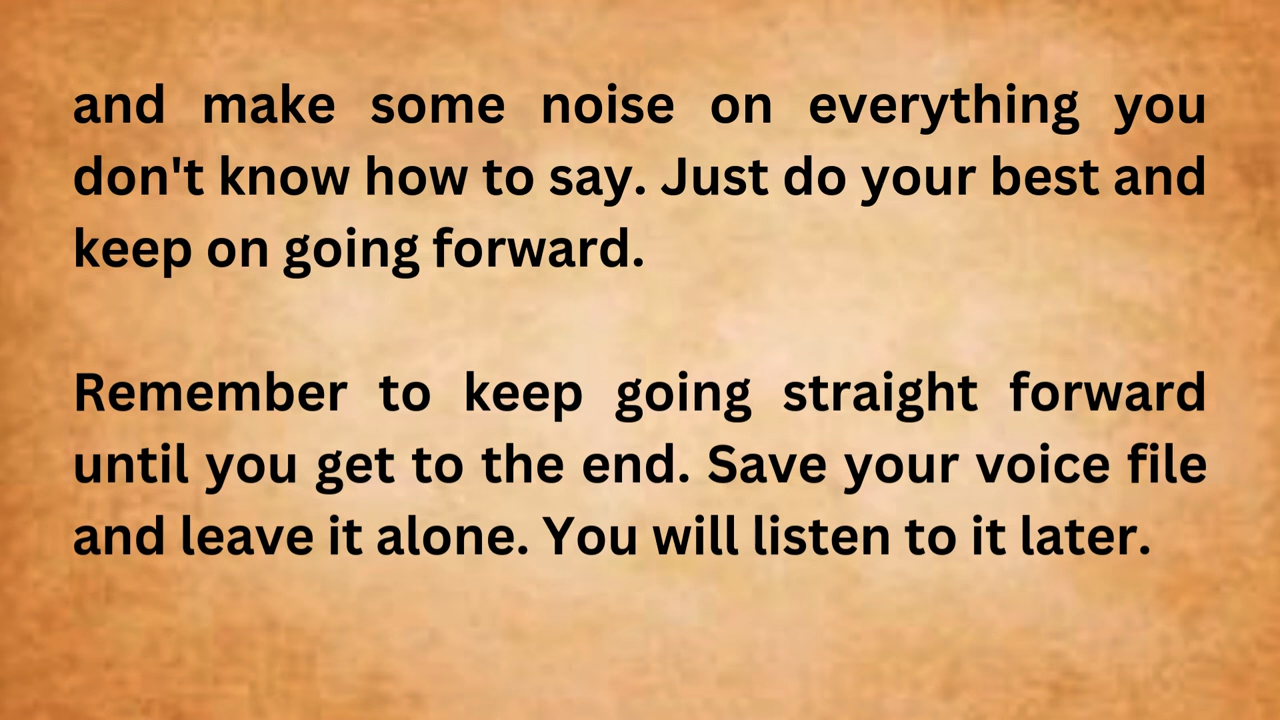 and make some noise on everything you
don't know how to say. Just do your best and
keep on going forward.
Remember to keep going straight forward
until you get to the end. Save your voice file
and leave it alone. You will listen to it later.